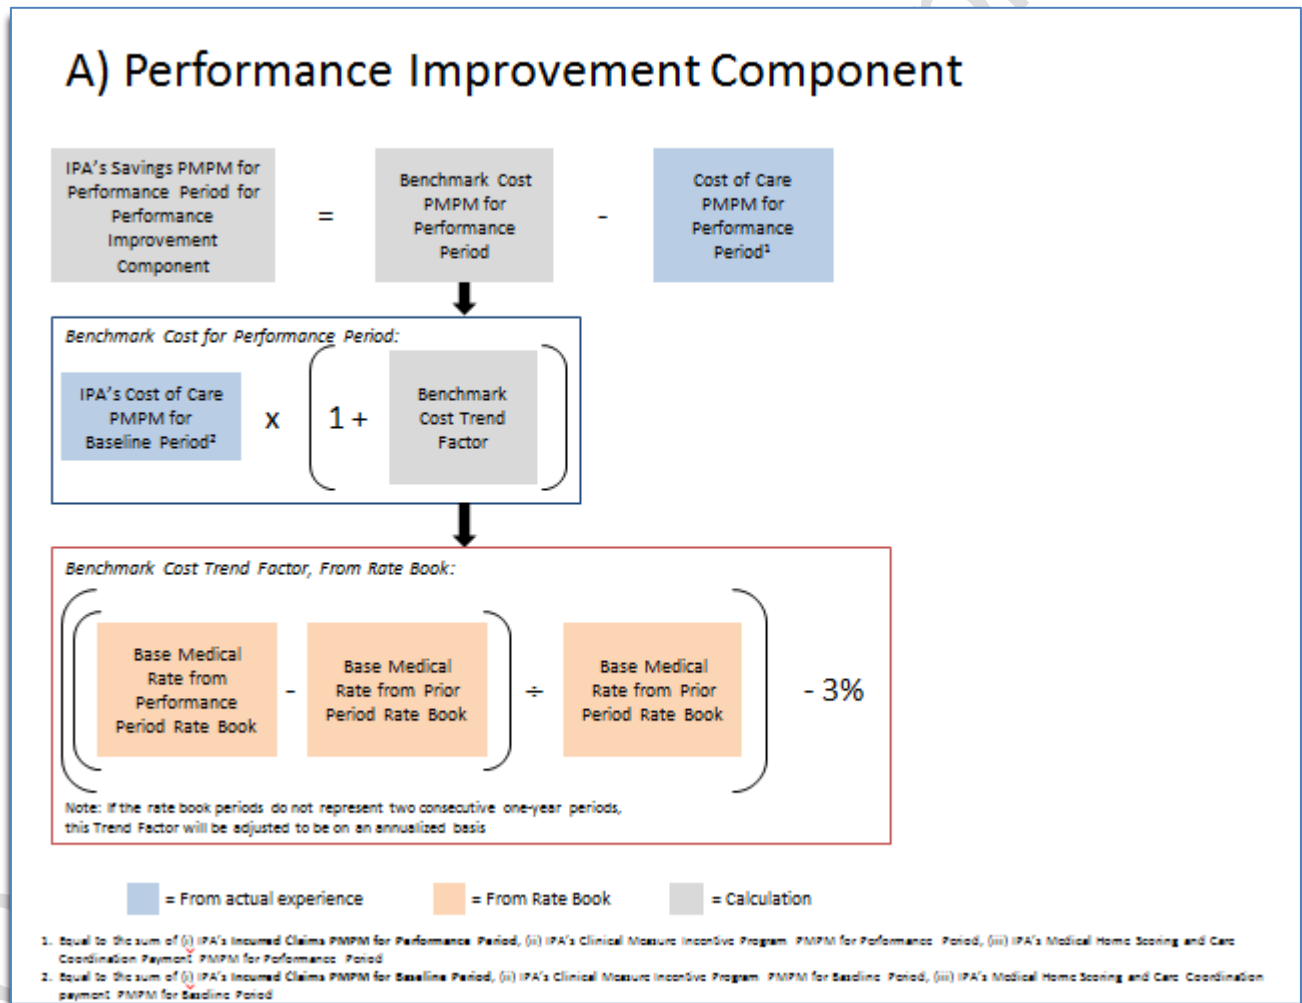 A) Performance Improvement Component
IPA's Savings PMPM for
Performance Period for
Performance
Improvement
Component
=
Benchmark Cost
PMPM for
Performance
Period
-
Cost of Care
PMPM for
Performance
Period¹
Benchmark Cost for Performance Period:
IPA's Cost of Care
PMPM for
Baseline Period²
x
1 +
Benchmark
Cost Trend
Factor
Benchmark Cost Trend Factor, From Rate Book:
Base Medical
Rate from
Performance
Period Rate Book
-
Base Medical
Rate from Prior
Period Rate Book
÷
Base Medical
Rate from Prior
Period Rate Book
- 3%
Note: If the rate book periods do not represent two consecutive one-year periods,
this Trend Factor will be adjusted to be on an annualized basis
= From actual experience
= From Rate Book
= Calculation
1. Equal to the sum of (i) IPA's Incurred Claims PMPM for Performance Period, (ii) IPA's Clinical Measure Incentive Program PMPM for Performance Period, (iii) IPA's Medical Home Scoring and Care
Coordination Payment PMPM for Performance Period
2. Equal to the sum of (i) IPA's Incurred Claims PMPM for Baseline Period, (ii) IPA's Clinical Measure Incentive Program PMPM for Baseline Period, (iii) IPA's Medical Home Scoring and Care Coordination
payment PMPM for Baseline Period